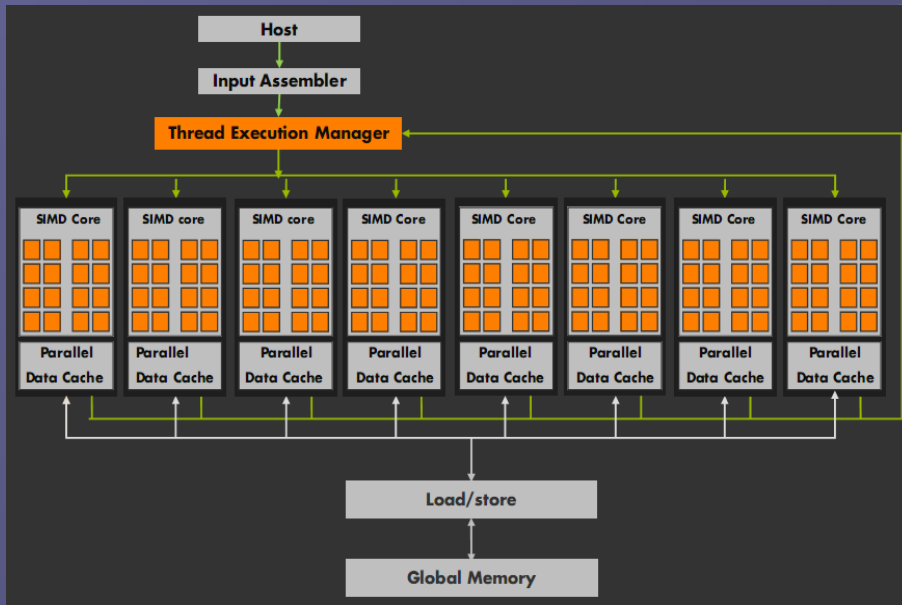 Host
Input Assembler
Thread Execution Manager
SIMD Core
SIMD core
SIMD core
SIMD Core
SIMD Core
SIMD Core
SIMD Core
SIMD Core
Parallel
Data Cache
Parallel
Data Cache
Parallel
Data Cache
Parallel
Data Cache
Parallel
Data Cache
Parallel
Data Cache
Parallel
Data Cache
Parallel
Data Cache
Load/store
Global Memory